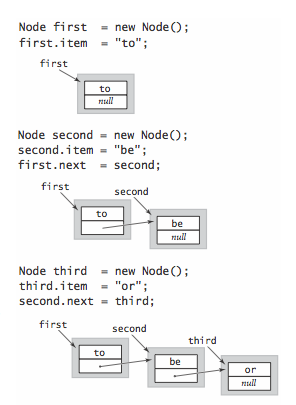 Node first  = new Node();
first.item  = "to";
first
to
null
Node second = new Node();
second.item = "be";
first.next  = second;
first
second
to
be
null
Node third  = new Node();
third.item  = "or";
second.next = third;
first
second
third
to
be
or
null